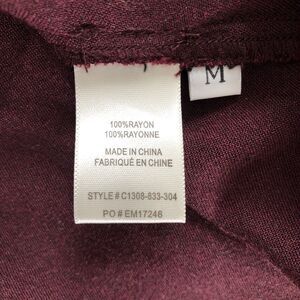 M
100%RAYON
100%RAYONNE
MADE IN CHINA
FABRIQUÉ EN CHINE
STYLE # C1308-833-304
PO # EM17246